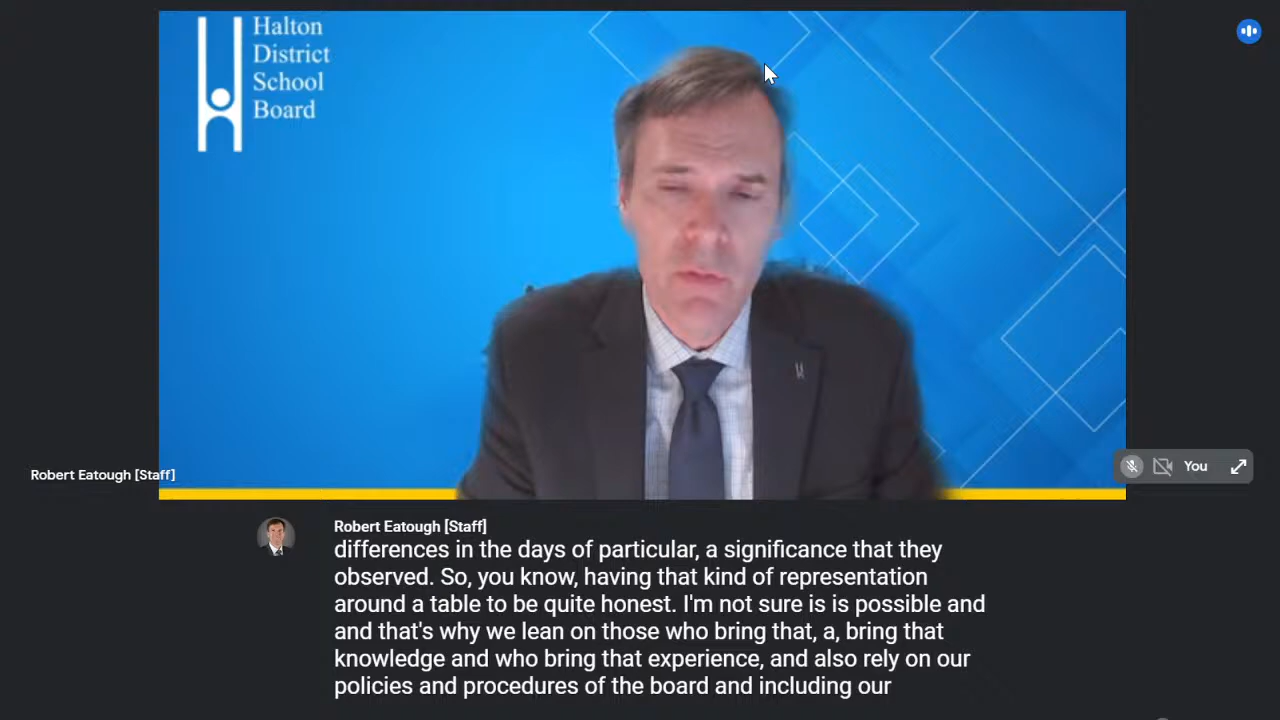 Halton
District
School
Board
You
Robert Eatough [Staff]
Robert Eatough [Staff]
differences in the days of particular, a significance that they
observed. So, you know, having that kind of representation
around a table to be quite honest. I'm not sure is is possible and
and that's why we lean on those who bring that, a, bring that
knowledge and who bring that experience, and also rely on our
policies and procedures of the board and including our